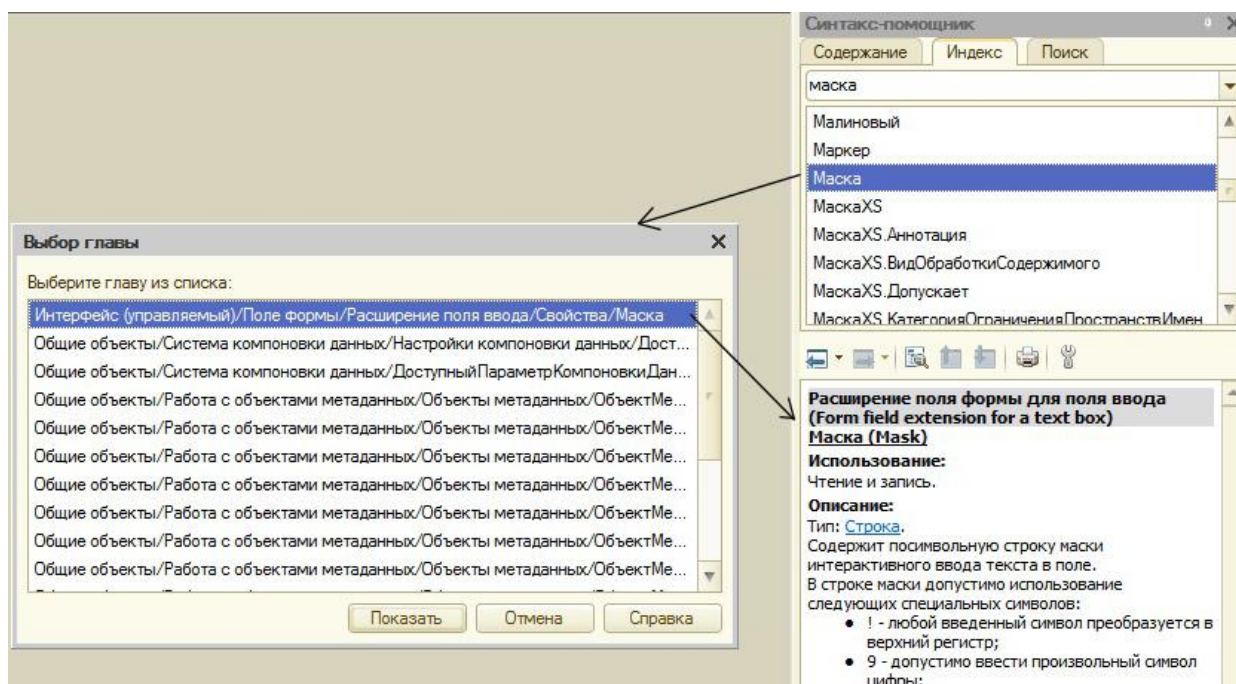 Синтакс-помощник
Содержание
Индекс
Поиск
маска
Малиновый
Маркер
Маска
МаскаXS
МаскаXS.Аннотация
МаскаXS.ВидОбработкиСодержимого
МаскаXS.Допускает
МаскаXS.КатегорияОграниченияПространствИмен
Выбор главы
Выберите главу из списка:
Интерфейс (управляемый)/Поле формы/Расширение поля ввода/Свойства/Маска
Общие объекты/Система компоновки данных/Настройки компоновки данных/Дост...
Общие объекты/Система компоновки данных/ДоступныйПараметрКомпоновкиДан...
Общие объекты/Работа с объектами метаданных/Объекты метаданных/ОбъектМе...
Общие объекты/Работа с объектами метаданных/Объекты метаданных/ОбъектМе...
Общие объекты/Работа с объектами метаданных/Объекты метаданных/ОбъектМе...
Общие объекты/Работа с объектами метаданных/Объекты метаданных/ОбъектМе...
Общие объекты/Работа с объектами метаданных/Объекты метаданных/ОбъектМе...
Общие объекты/Работа с объектами метаданных/Объекты метаданных/ОбъектМе...
Общие объекты/Работа с объектами метаданных/Объекты метаданных/ОбъектМе...
Показать
Отмена
Справка
Расширение поля формы для поля ввода
(Form field extension for a text box)
Маска (Mask)
Использование:
Чтение и запись.
Описание:
Тип: Строка.
Содержит посимвольную строку маски
интерактивного ввода текста в поле.
В строке маски допустимо использование
следующих специальных символов:
● ! - любой введенный символ преобразуется в
верхний регистр;
● 9 - допустимо ввести произвольный символ
цифры;